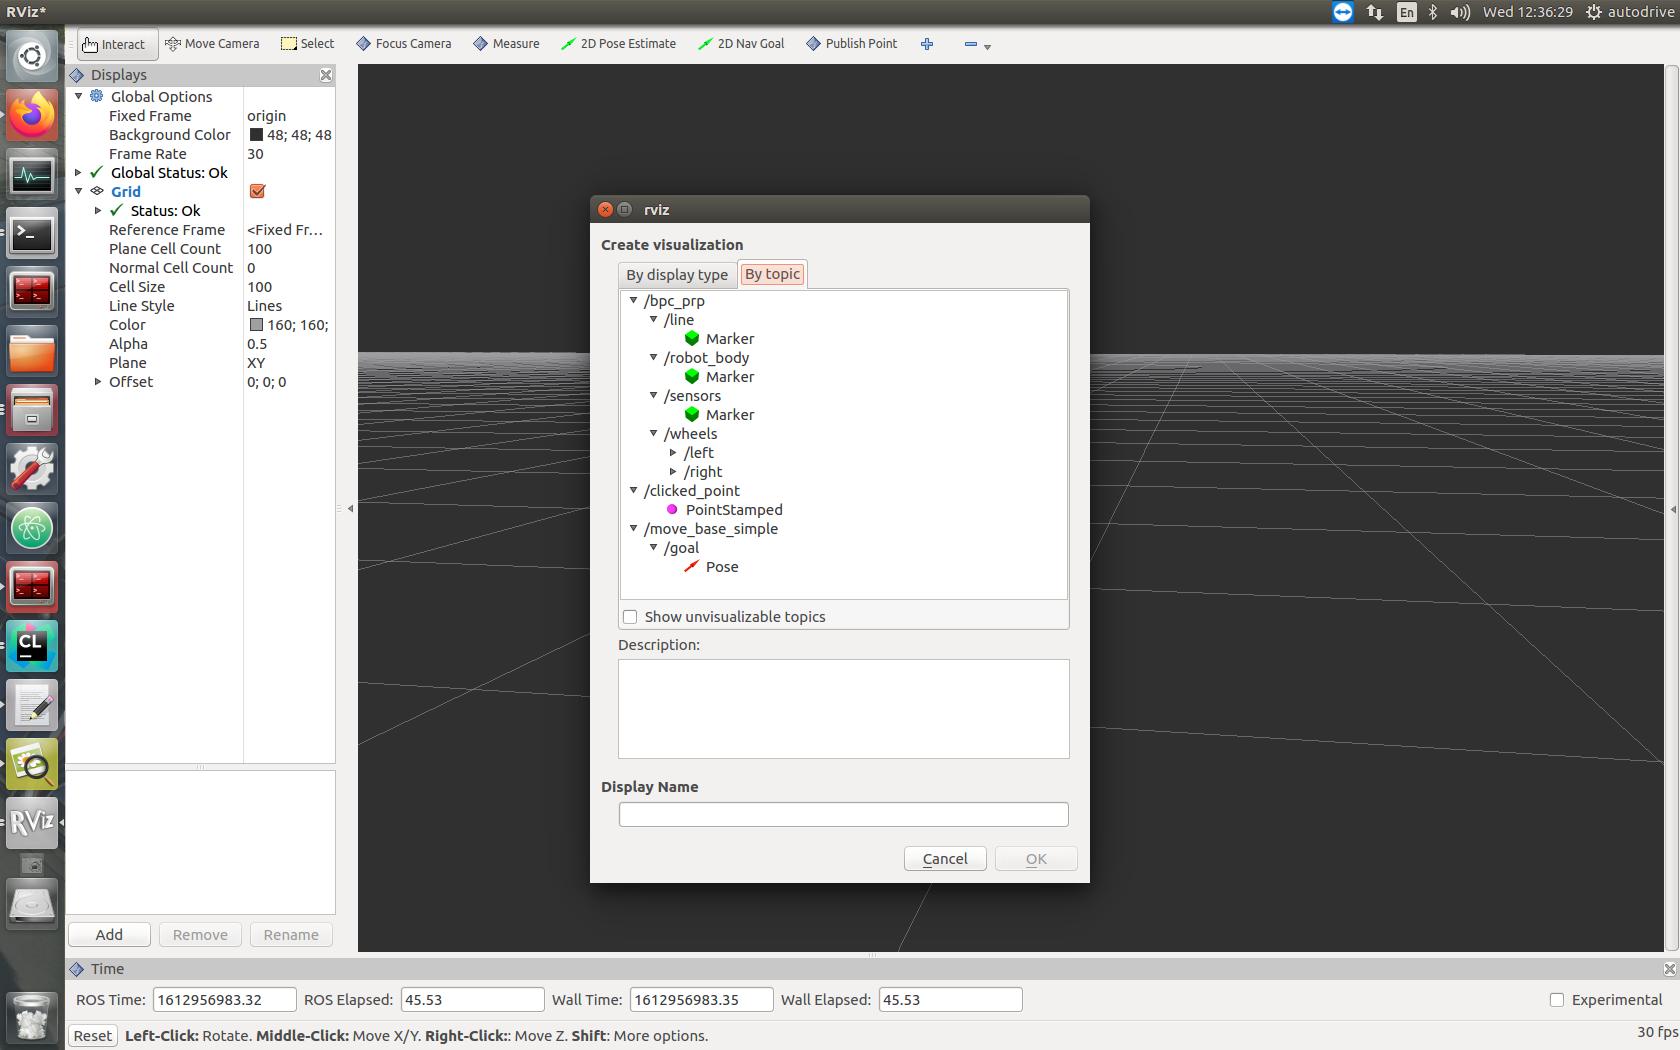 RViz*
En
Wed 12:36:29
autodrive
Interact
Move Camera
Select
Focus Camera
Measure
2D Pose Estimate
2D Nav Goal
Publish Point
Displays
Global Options
Fixed Frame origin
Background Color 48; 48; 48
Frame Rate 30
Global Status: Ok
Grid
Status: Ok
Reference Frame <Fixed Fr...
Plane Cell Count 100
Normal Cell Count 0
Cell Size 100
Line Style Lines
Color 160; 160;
Alpha 0.5
Plane XY
Offset 0; 0; 0
rviz
Create visualization
By display type
By topic
/bpc_prp
/line
Marker
/robot_body
Marker
/sensors
Marker
/wheels
/left
/right
/clicked_point
PointStamped
/move_base_simple
/goal
Pose
Show unvisualizable topics
Description:
Display Name
Cancel
OK
CL
RViz
Add
Remove
Rename
Time
ROS Time: 1612956983.32 ROS Elapsed: 45.53 Wall Time: 1612956983.35 Wall Elapsed: 45.53 Experimental
Reset Left-Click: Rotate. Middle-Click: Move X/Y. Right-Click:: Move Z. Shift: More options. 30 fps